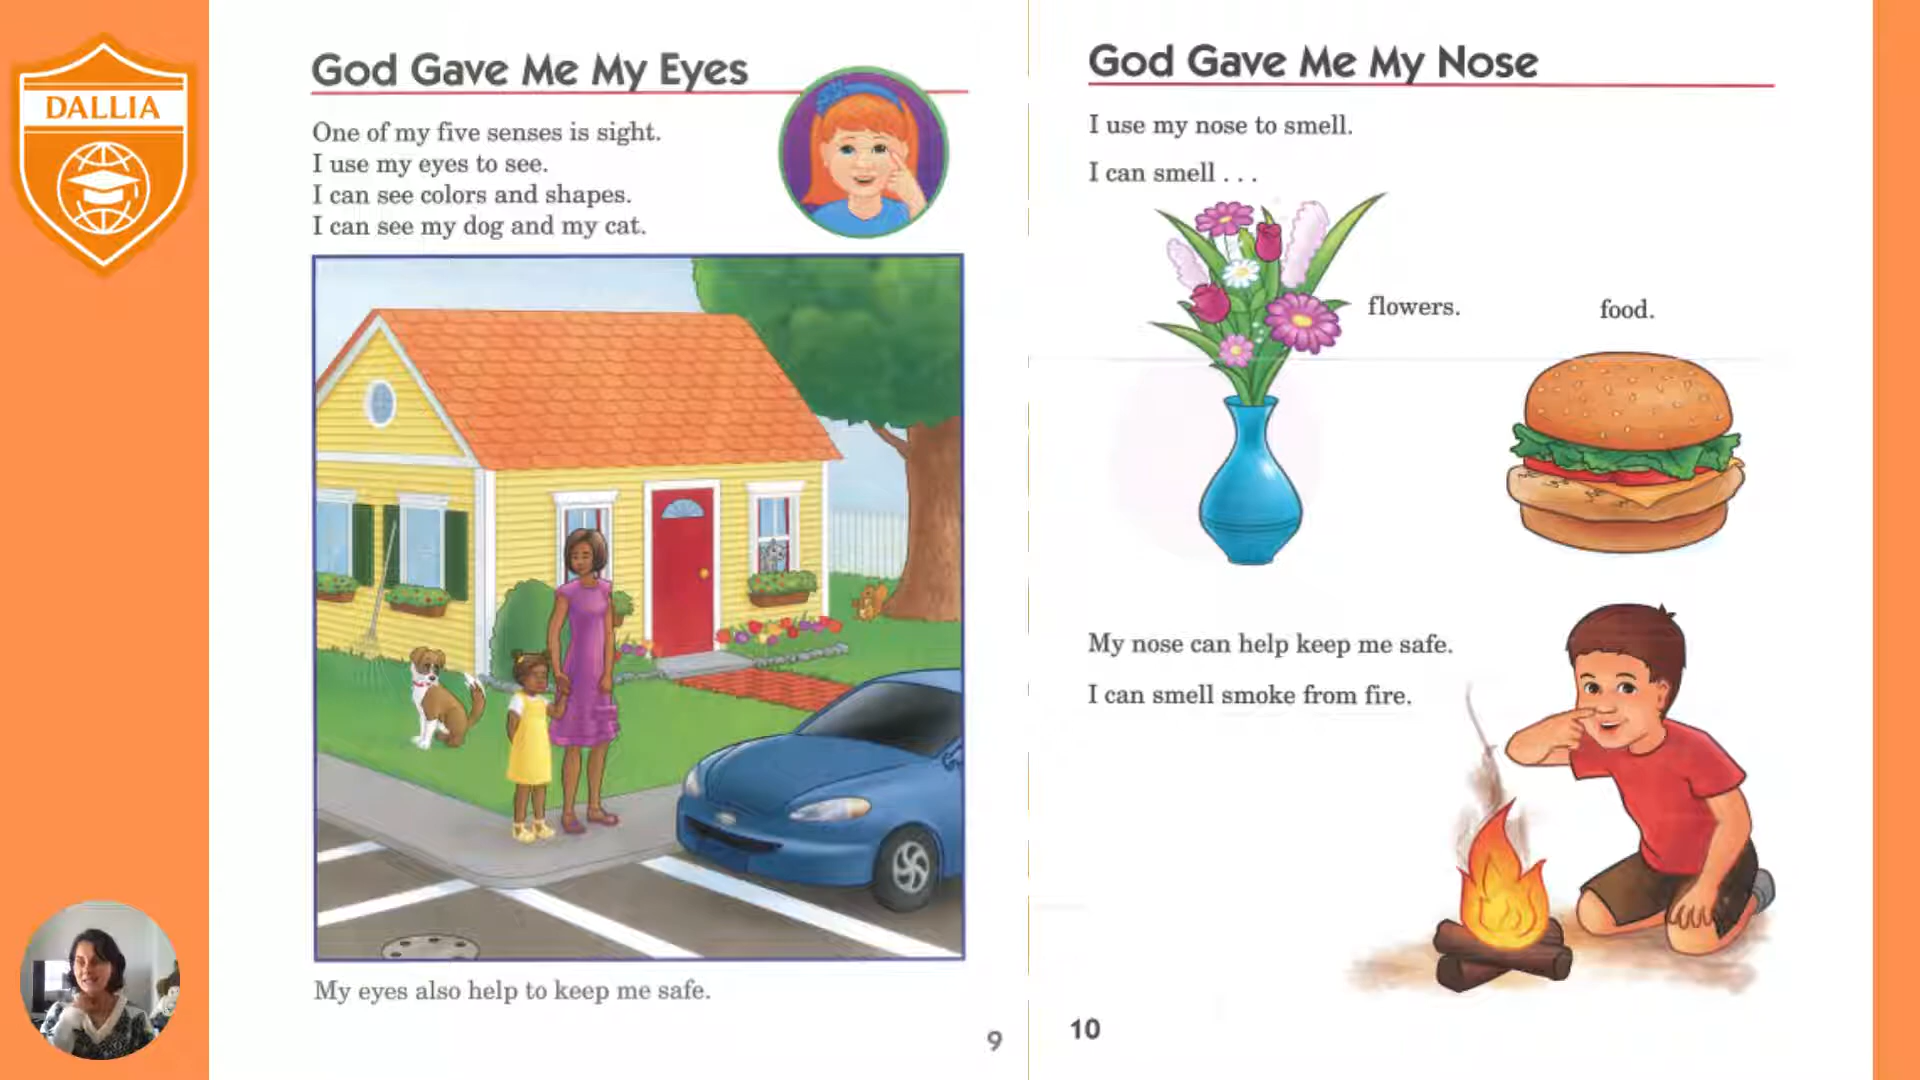 DALLIA
God Gave Me My Eyes
One of my five senses is sight.
I use my eyes to see.
I can see colors and shapes.
I can see my dog and my cat.
My eyes also help to keep me safe.
9
God Gave Me My Nose
I use my nose to smell.
I can smell . . .
flowers.
food.
My nose can help keep me safe.
I can smell smoke from fire.
10